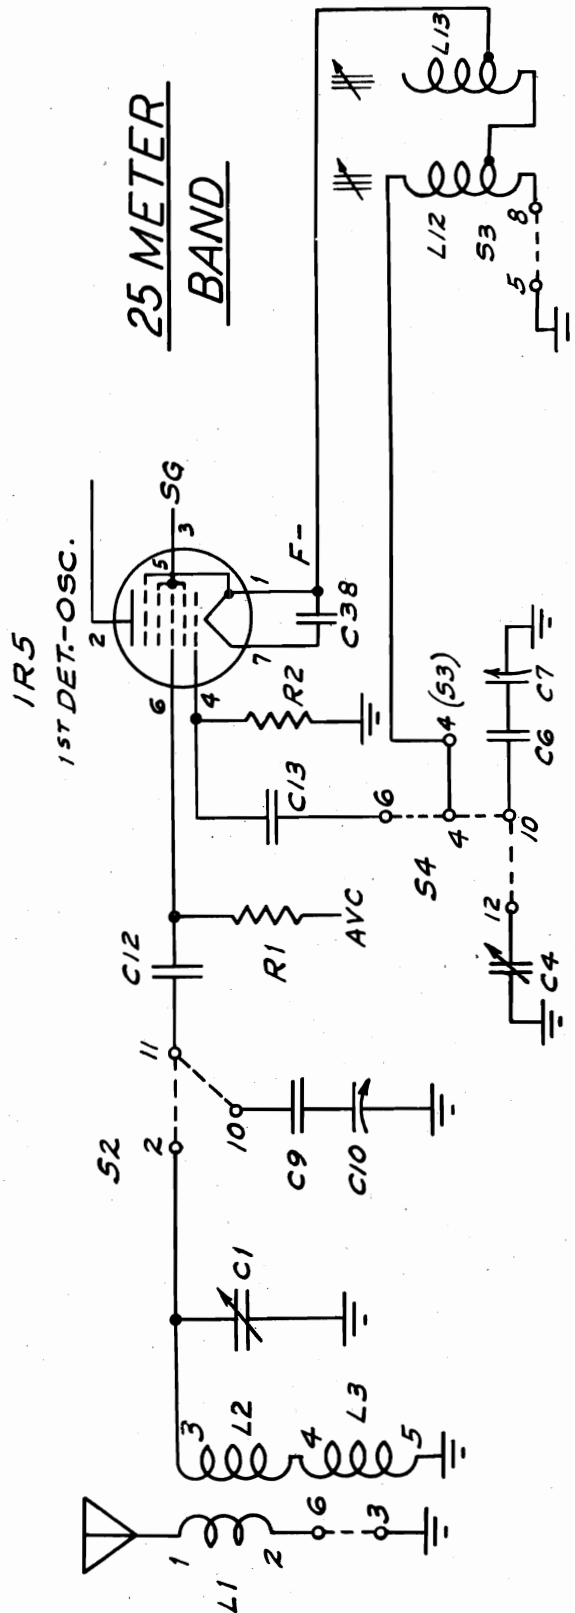 25 METER
BAND
1R5
1ST DET.-OSC.
2
5
SG
3
6
4
7
1
F-
C38
R2
C13
6
S4
4
4 (S3)
10
C6
C7
12
C4
C12
R1
AVC
11
S2
2
10
C9
C10
C1
3
L2
4
L3
5
1
L1
2
6
3
L13
L12
S3
8
5